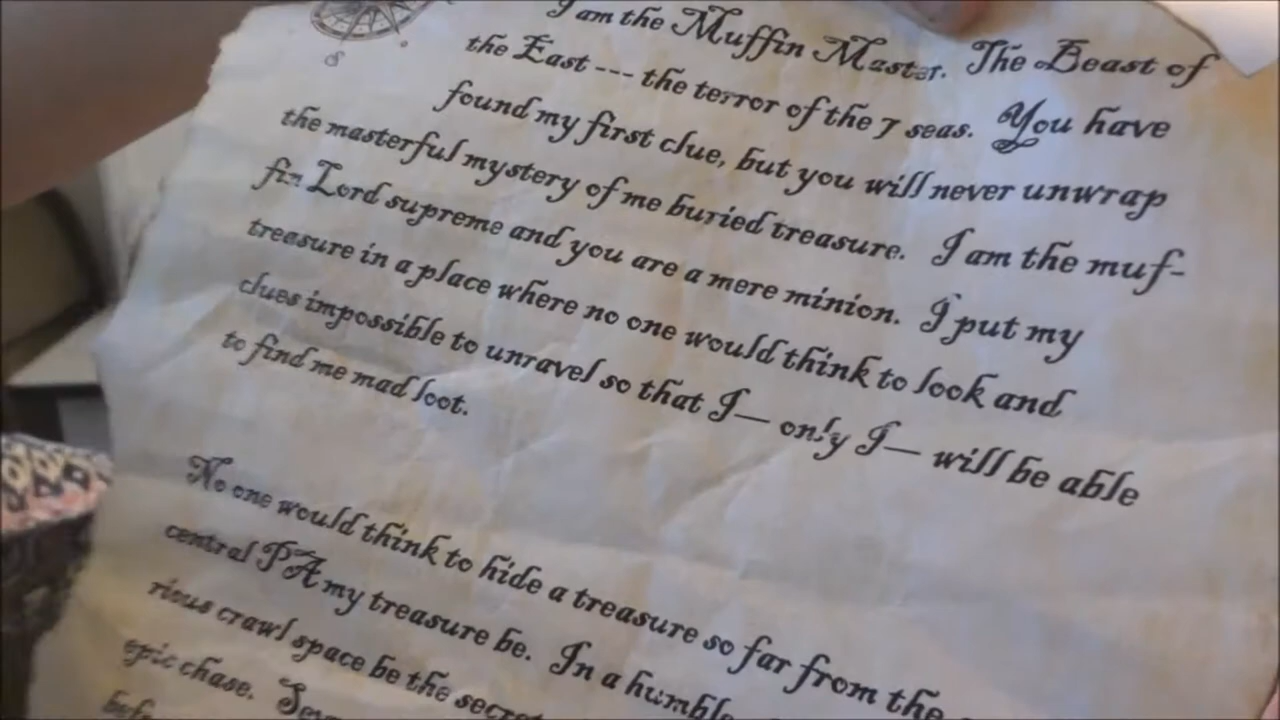 S
I am the Muffin Master. The Beast of
the East --- the terror of the 7 seas. You have
found my first clue, but you will never unwrap
the masterful mystery of me buried treasure. I am the muf-
fin Lord supreme and you are a mere minion. I put my
treasure in a place where no one would think to look and
clues impossible to unravel so that I— only I— will be able
to find me mad loot.
No one would think to hide a treasure so far from the
central PA my treasure be. In a humble
rious crawl space be the secret
epic chase.